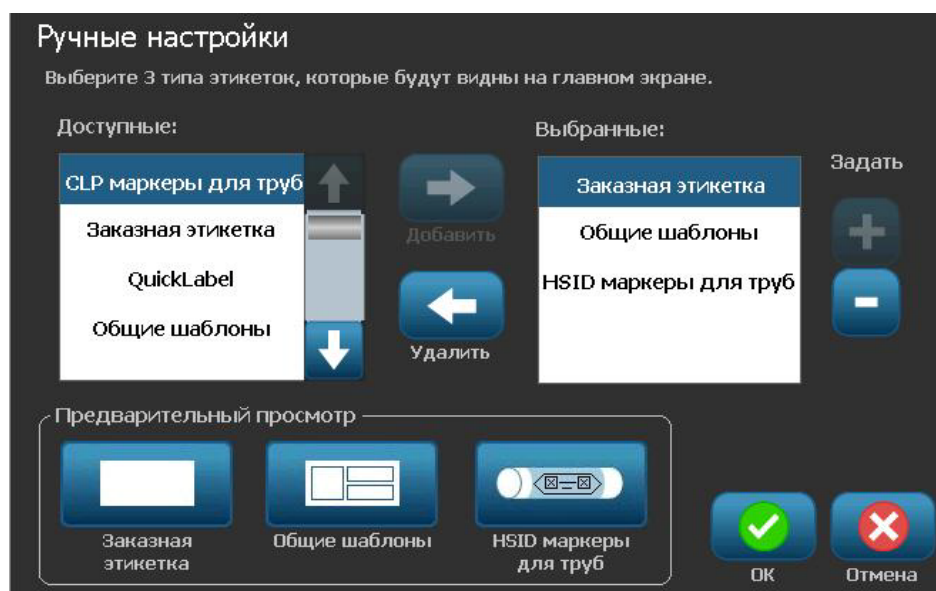 Ручные настройки
Выберите 3 типа этикеток, которые будут видны на главном экране.
Доступные:
CLP маркеры для труб
Заказная этикетка
QuickLabel
Общие шаблоны
Добавить
Удалить
Выбранные:
Заказная этикетка
Общие шаблоны
HSID маркеры для труб
Задать
Предварительный просмотр
Заказная
этикетка
Общие шаблоны
HSID маркеры
для труб
ОК
Отмена